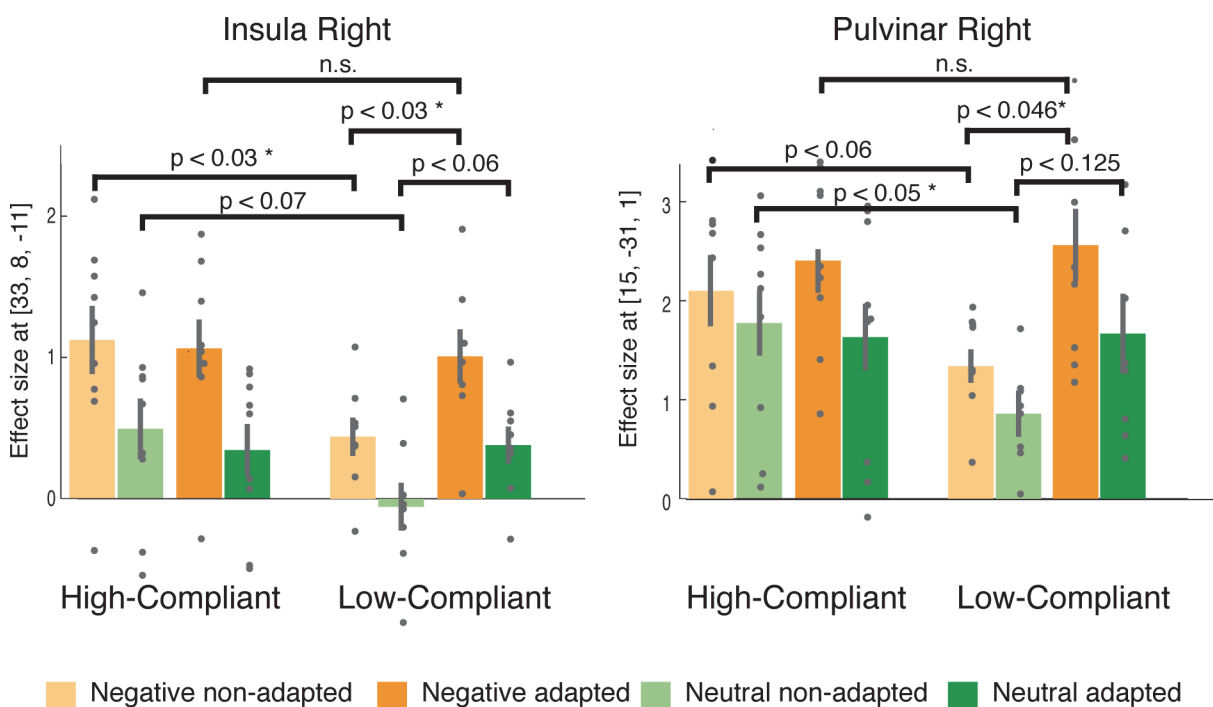 Insula Right
n.s.
p < 0.03 *
p < 0.03 *
p < 0.06
p < 0.07
Effect size at [33, 8, -11]
2
1
0
High-Compliant
Low-Compliant
Pulvinar Right
n.s.
p < 0.046*
p < 0.06
p < 0.125
p < 0.05 *
Effect size at [15, -31, 1]
3
2
1
0
High-Compliant
Low-Compliant
Negative non-adapted
Negative adapted
Neutral non-adapted
Neutral adapted